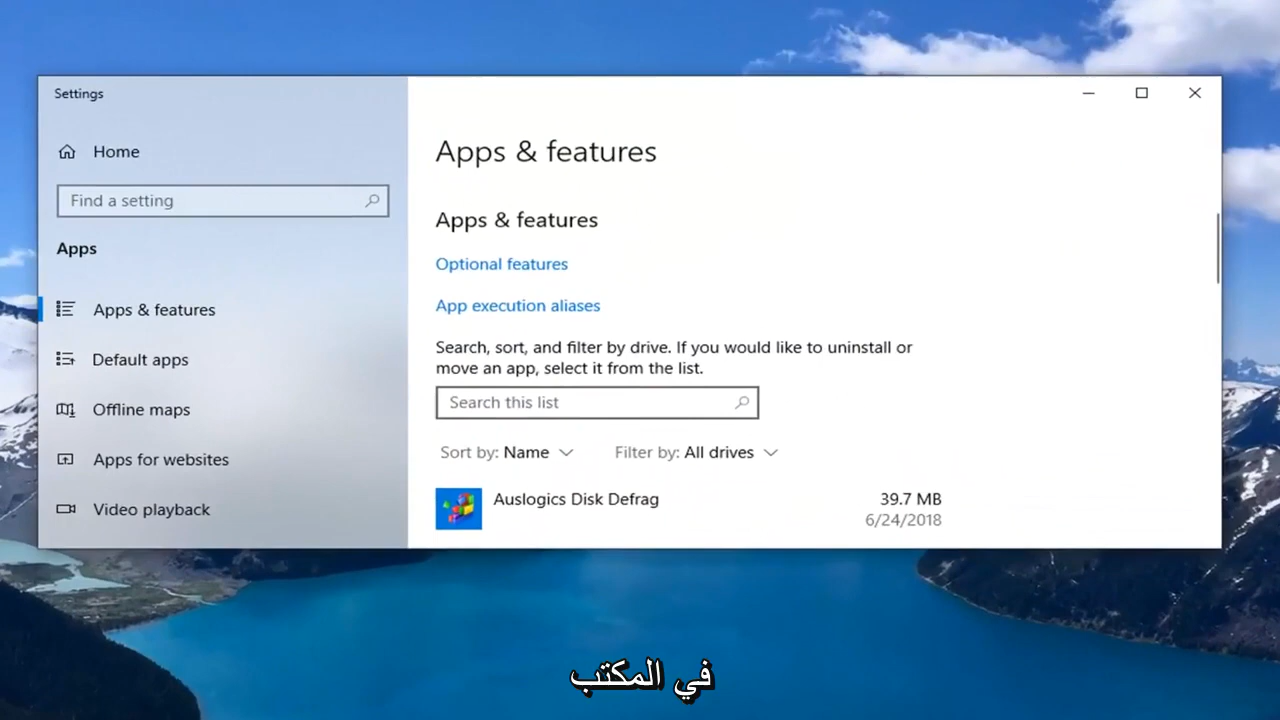 Settings
Home
Find a setting
Apps
Apps & features
Default apps
Offline maps
Apps for websites
Video playback
Apps & features
Apps & features
Optional features
App execution aliases
Search, sort, and filter by drive. If you would like to uninstall or
move an app, select it from the list.
Search this list
Sort by: Name Filter by: All drives
Auslogics Disk Defrag 39.7 MB
6/24/2018
في المكتب